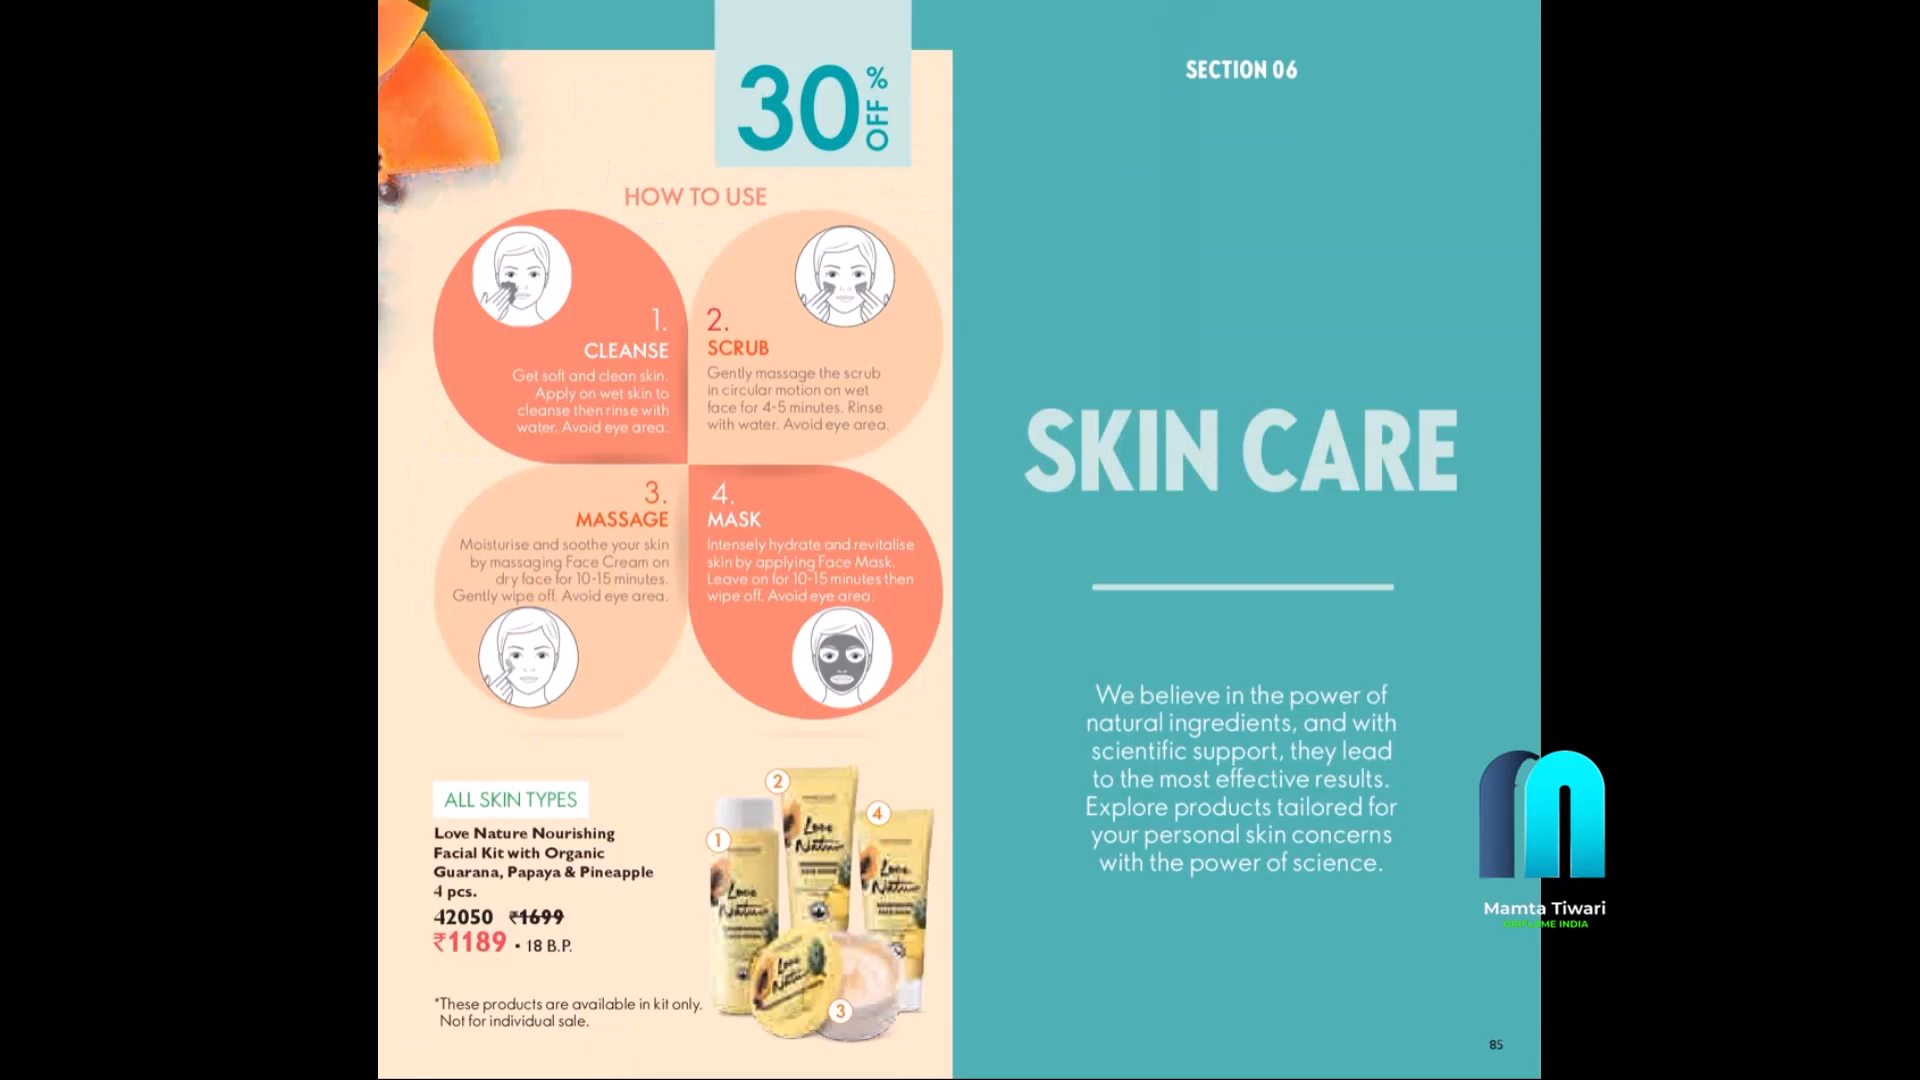 30
% OFF
HOW TO USE
1.
CLEANSE
Get soft and clean skin.
Apply on wet skin to
cleanse then rinse with
water. Avoid eye area.
2.
SCRUB
Gently massage the scrub
in circular motion on wet
face for 4-5 minutes. Rinse
with water. Avoid eye area.
3.
MASSAGE
Moisturise and soothe your skin
by massaging Face Cream on
dry face for 10-15 minutes.
Gently wipe off. Avoid eye area.
4.
MASK
Intensely hydrate and revitalise
skin by applying Face Mask.
Leave on for 10-15 minutes then
wipe off. Avoid eye area.
ALL SKIN TYPES
Love Nature Nourishing
Facial Kit with Organic
Guarana, Papaya & Pineapple
4 pcs.
42050 ₹1699
₹1189 • 18 B.P.
*These products are available in kit only.
Not for individual sale.
1
Love
Nature
2
Love
Nature
4
Love
Nature
Love
Nature
3
SECTION 06
SKIN CARE
We believe in the power of
natural ingredients, and with
scientific support, they lead
to the most effective results.
Explore products tailored for
your personal skin concerns
with the power of science.
85
Mamta Tiwari
ORIFLAME INDIA